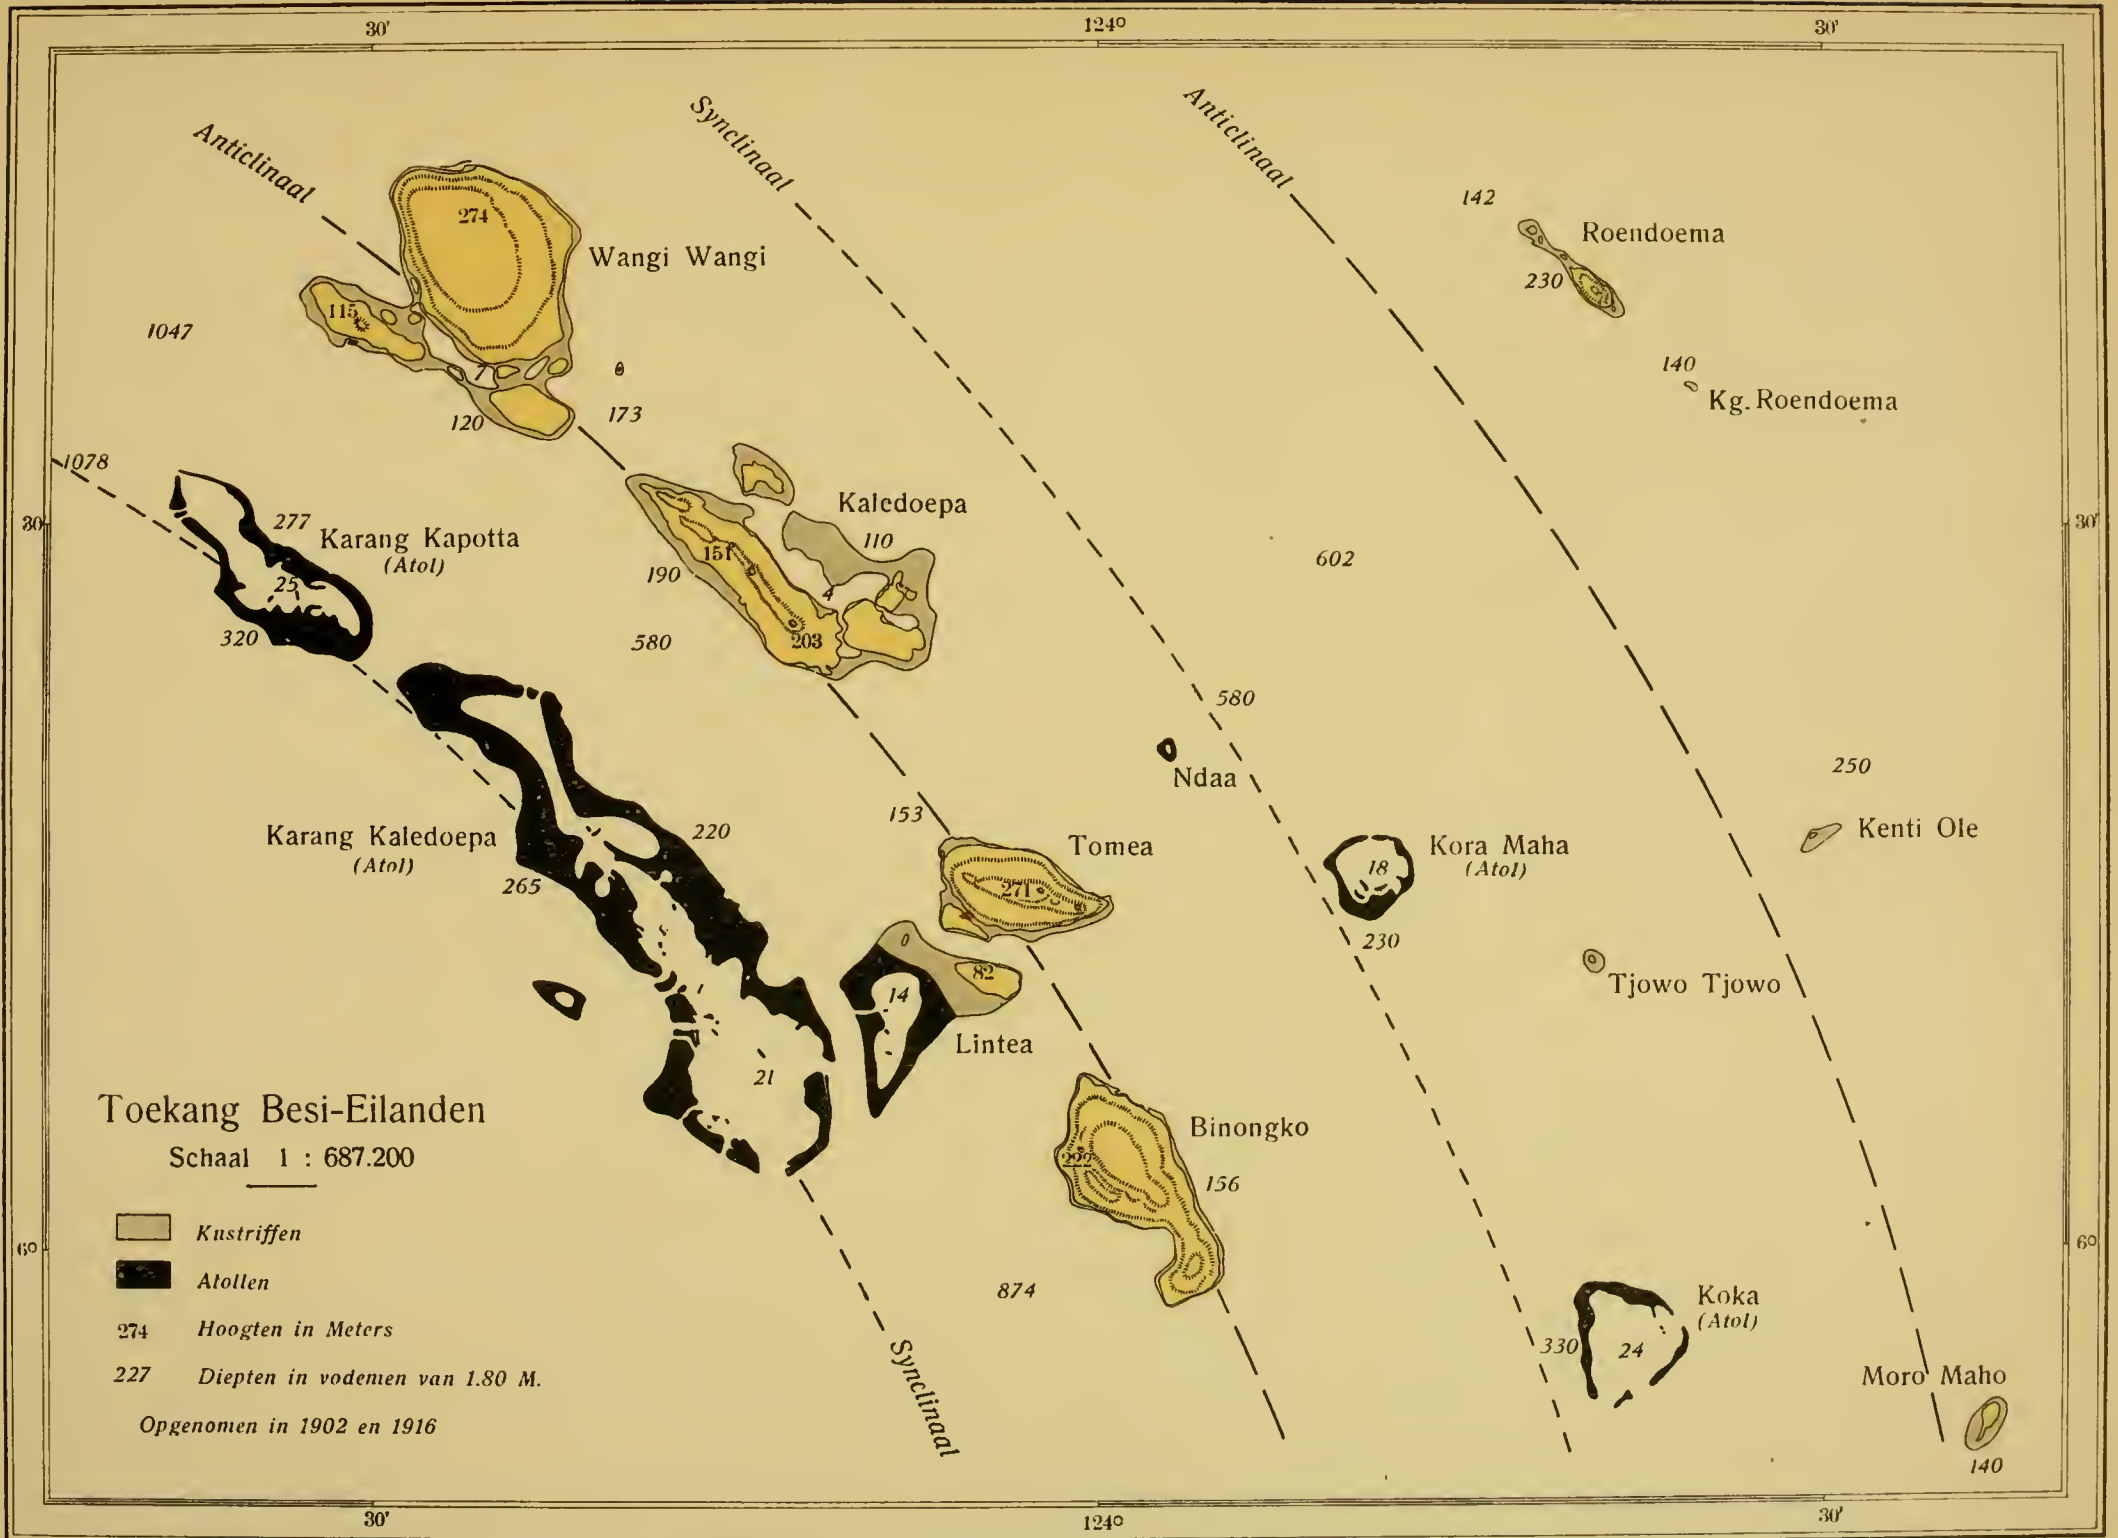 30'
124°
30'
Anticlinaal
Synclinaal
Anticlinaal
142
Roendoema
274
Wangi Wangi
230
115
1047
7
140
Kg. Roendoema
120
173
1078
Kaledoepa
30'
277
110
30'
Karang Kapotta
(Atol)
151
602
25
190
4
320
580
203
580
Ndaa
250
153
Kenti Ole
Karang Kaledoepa
(Atol)
220
Tomea
Kora Maha
(Atol)
18
265
271
230
0
82
Tjowo Tjowo
14
Lintea
21
Toekang Besi-Eilanden
Schaal 1 : 687.200
Binongko
222
156
Kustriffen
6°
6°
Atollen
874
Koka
(Atol)
274 Hoogten in Meters
330
24
227 Diepten in vodemen van 1.80 M.
Synclinaal
Moro Maho
Opgenomen in 1902 en 1916
140
30'
124°
30'